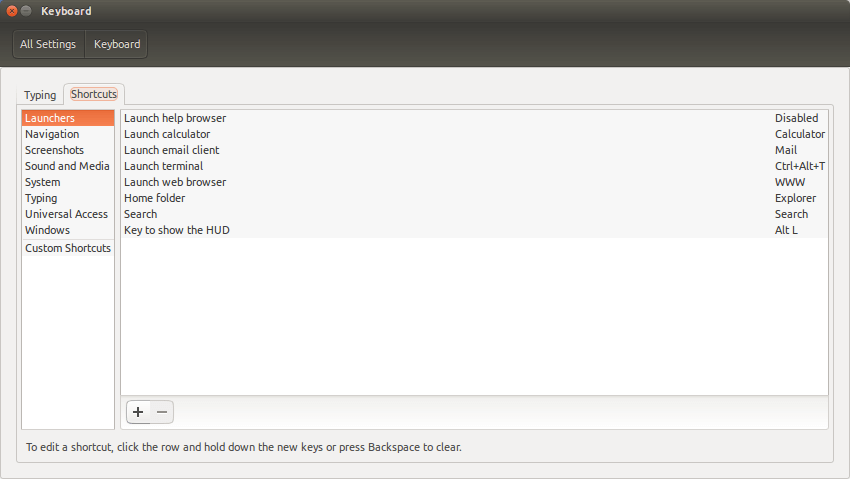 Keyboard
All Settings Keyboard
Typing Shortcuts
Launchers
Navigation
Screenshots
Sound and Media
System
Typing
Universal Access
Windows
Custom Shortcuts
Launch help browser Disabled
Launch calculator Calculator
Launch email client Mail
Launch terminal Ctrl+Alt+T
Launch web browser WWW
Home folder Explorer
Search Search
Key to show the HUD Alt L
To edit a shortcut, click the row and hold down the new keys or press Backspace to clear.